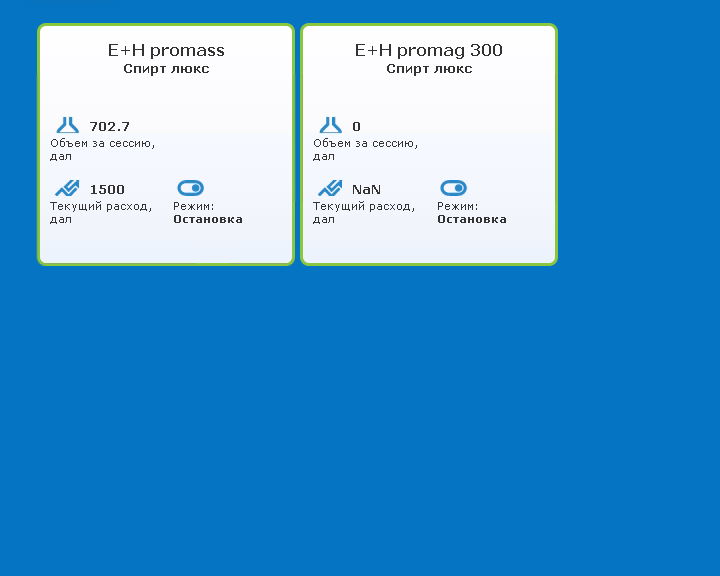 E+H promass
Спирт люкс
702.7
Объем за сессию,
дал
1500
Текущий расход,
дал
Режим:
Остановка
E+H promag 300
Спирт люкс
0
Объем за сессию,
дал
NaN
Текущий расход,
дал
Режим:
Остановка